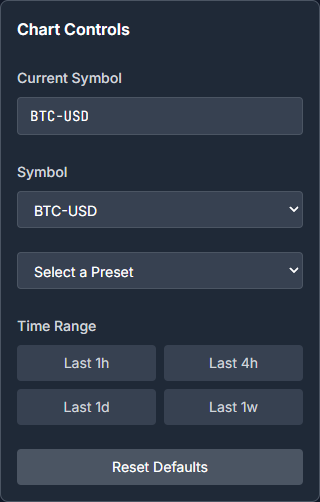 Chart Controls
Current Symbol
BTC-USD
Symbol
BTC-USD
Select a Preset
Time Range
Last 1h Last 4h
Last 1d Last 1w
Reset Defaults